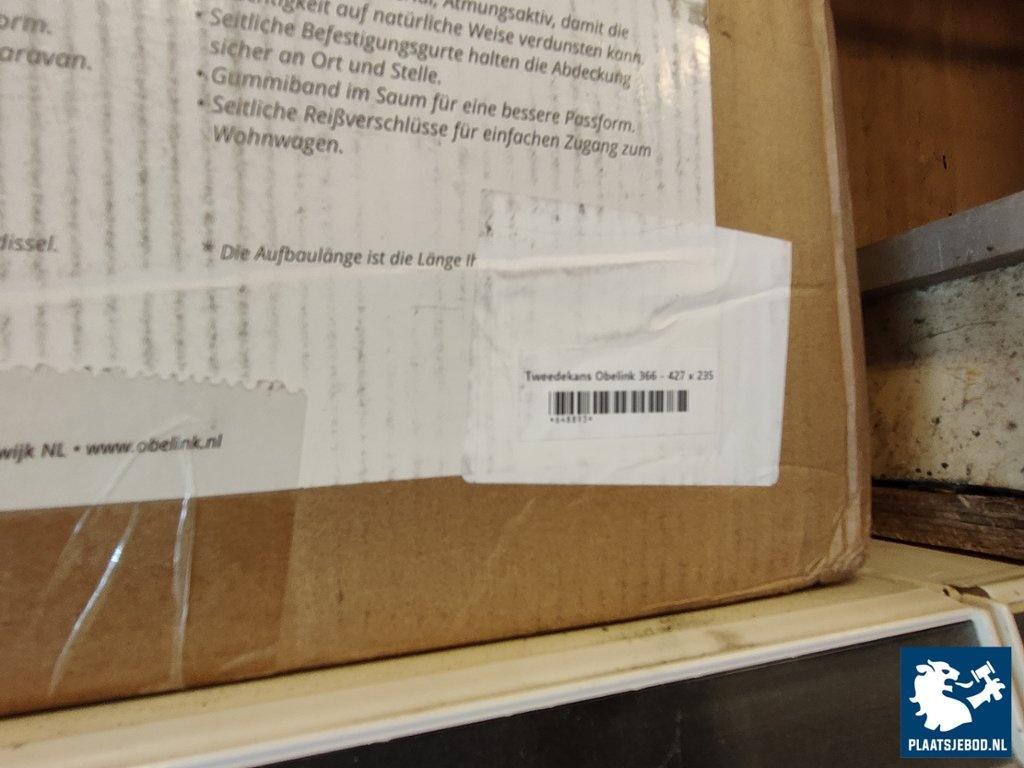 orm.
aravan.
Atmungsaktiv, damit die
keit auf natürliche Weise verdunsten kann.
• Seitliche Befestigungsgurte halten die Abdeckung
sicher an Ort und Stelle.
• Gummiband im Saum für eine bessere Passform.
• Seitliche Reißverschlüsse für einfachen Zugang zum
Wohnwagen.
dissel.
* Die Aufbaulänge ist die Länge Ih
Tweedekans Obelink 366 - 427 x 235
wijk NL • www.obelink.nl
PLAATSJEBOD.NL